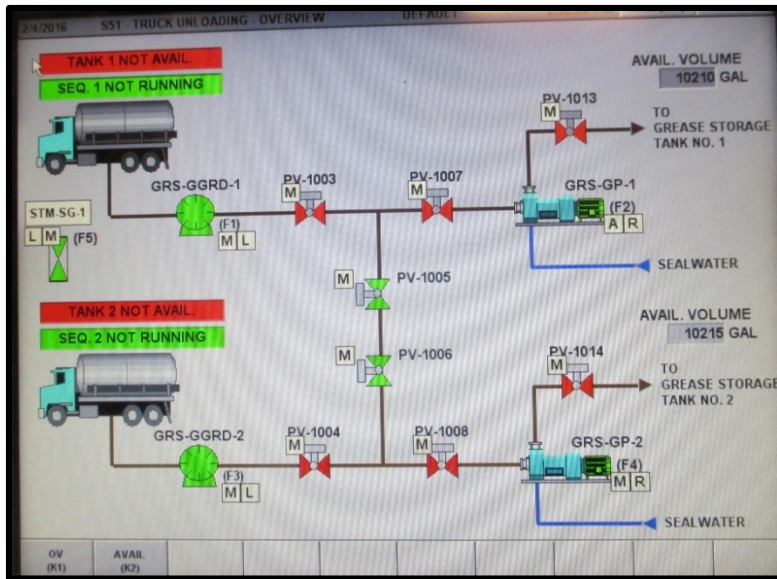 2/4/2016 S51 - TRUCK UNLOADING - OVERVIEW DEFAULT
TANK 1 NOT AVAIL.
SEQ. 1 NOT RUNNING
AVAIL. VOLUME
10210 GAL
PV-1013
M
TO
GREASE STORAGE
TANK NO. 1
GRS-GGRD-1
PV-1003
M
PV-1007
M
GRS-GP-1
(F1)
M L
(F2)
A R
STM-SG-1
L M (F5)
SEALWATER
M PV-1005
TANK 2 NOT AVAIL.
SEQ. 2 NOT RUNNING
AVAIL. VOLUME
10215 GAL
M PV-1006
PV-1014
M
TO
GREASE STORAGE
TANK NO. 2
GRS-GGRD-2
PV-1004
M
PV-1008
M
GRS-GP-2
(F3)
M L
(F4)
M R
SEALWATER
OV
(K1)
AVAIL
(K2)